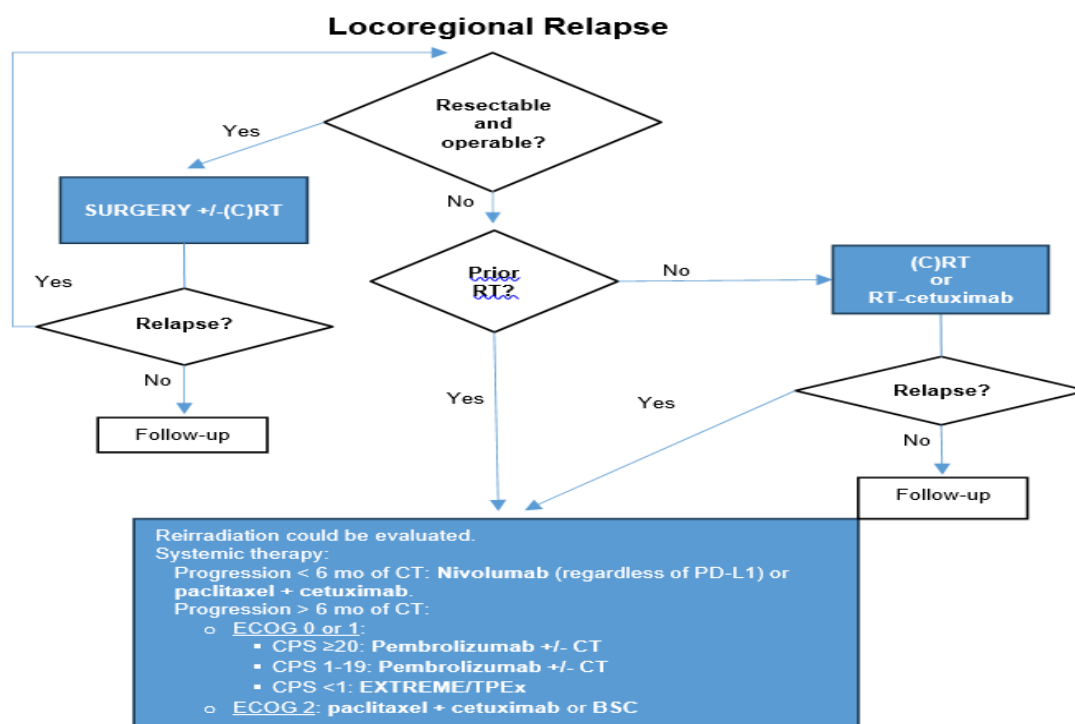 Locoregional Relapse
Resectable
and
operable?
Yes
No
SURGERY +/-(C)RT
Yes
Relapse?
No
Follow-up
Prior
RT?
No
Yes
(C)RT
or
RT-cetuximab
Relapse?
Yes
No
Follow-up
Reirradiation could be evaluated.
Systemic therapy:
Progression < 6 mo of CT: Nivolumab (regardless of PD-L1) or
paclitaxel + cetuximab.
Progression > 6 mo of CT:
o ECOG 0 or 1:
▪ CPS ≥20: Pembrolizumab +/- CT
▪ CPS 1-19: Pembrolizumab +/- CT
▪ CPS <1: EXTREME/TPEx
o ECOG 2: paclitaxel + cetuximab or BSC